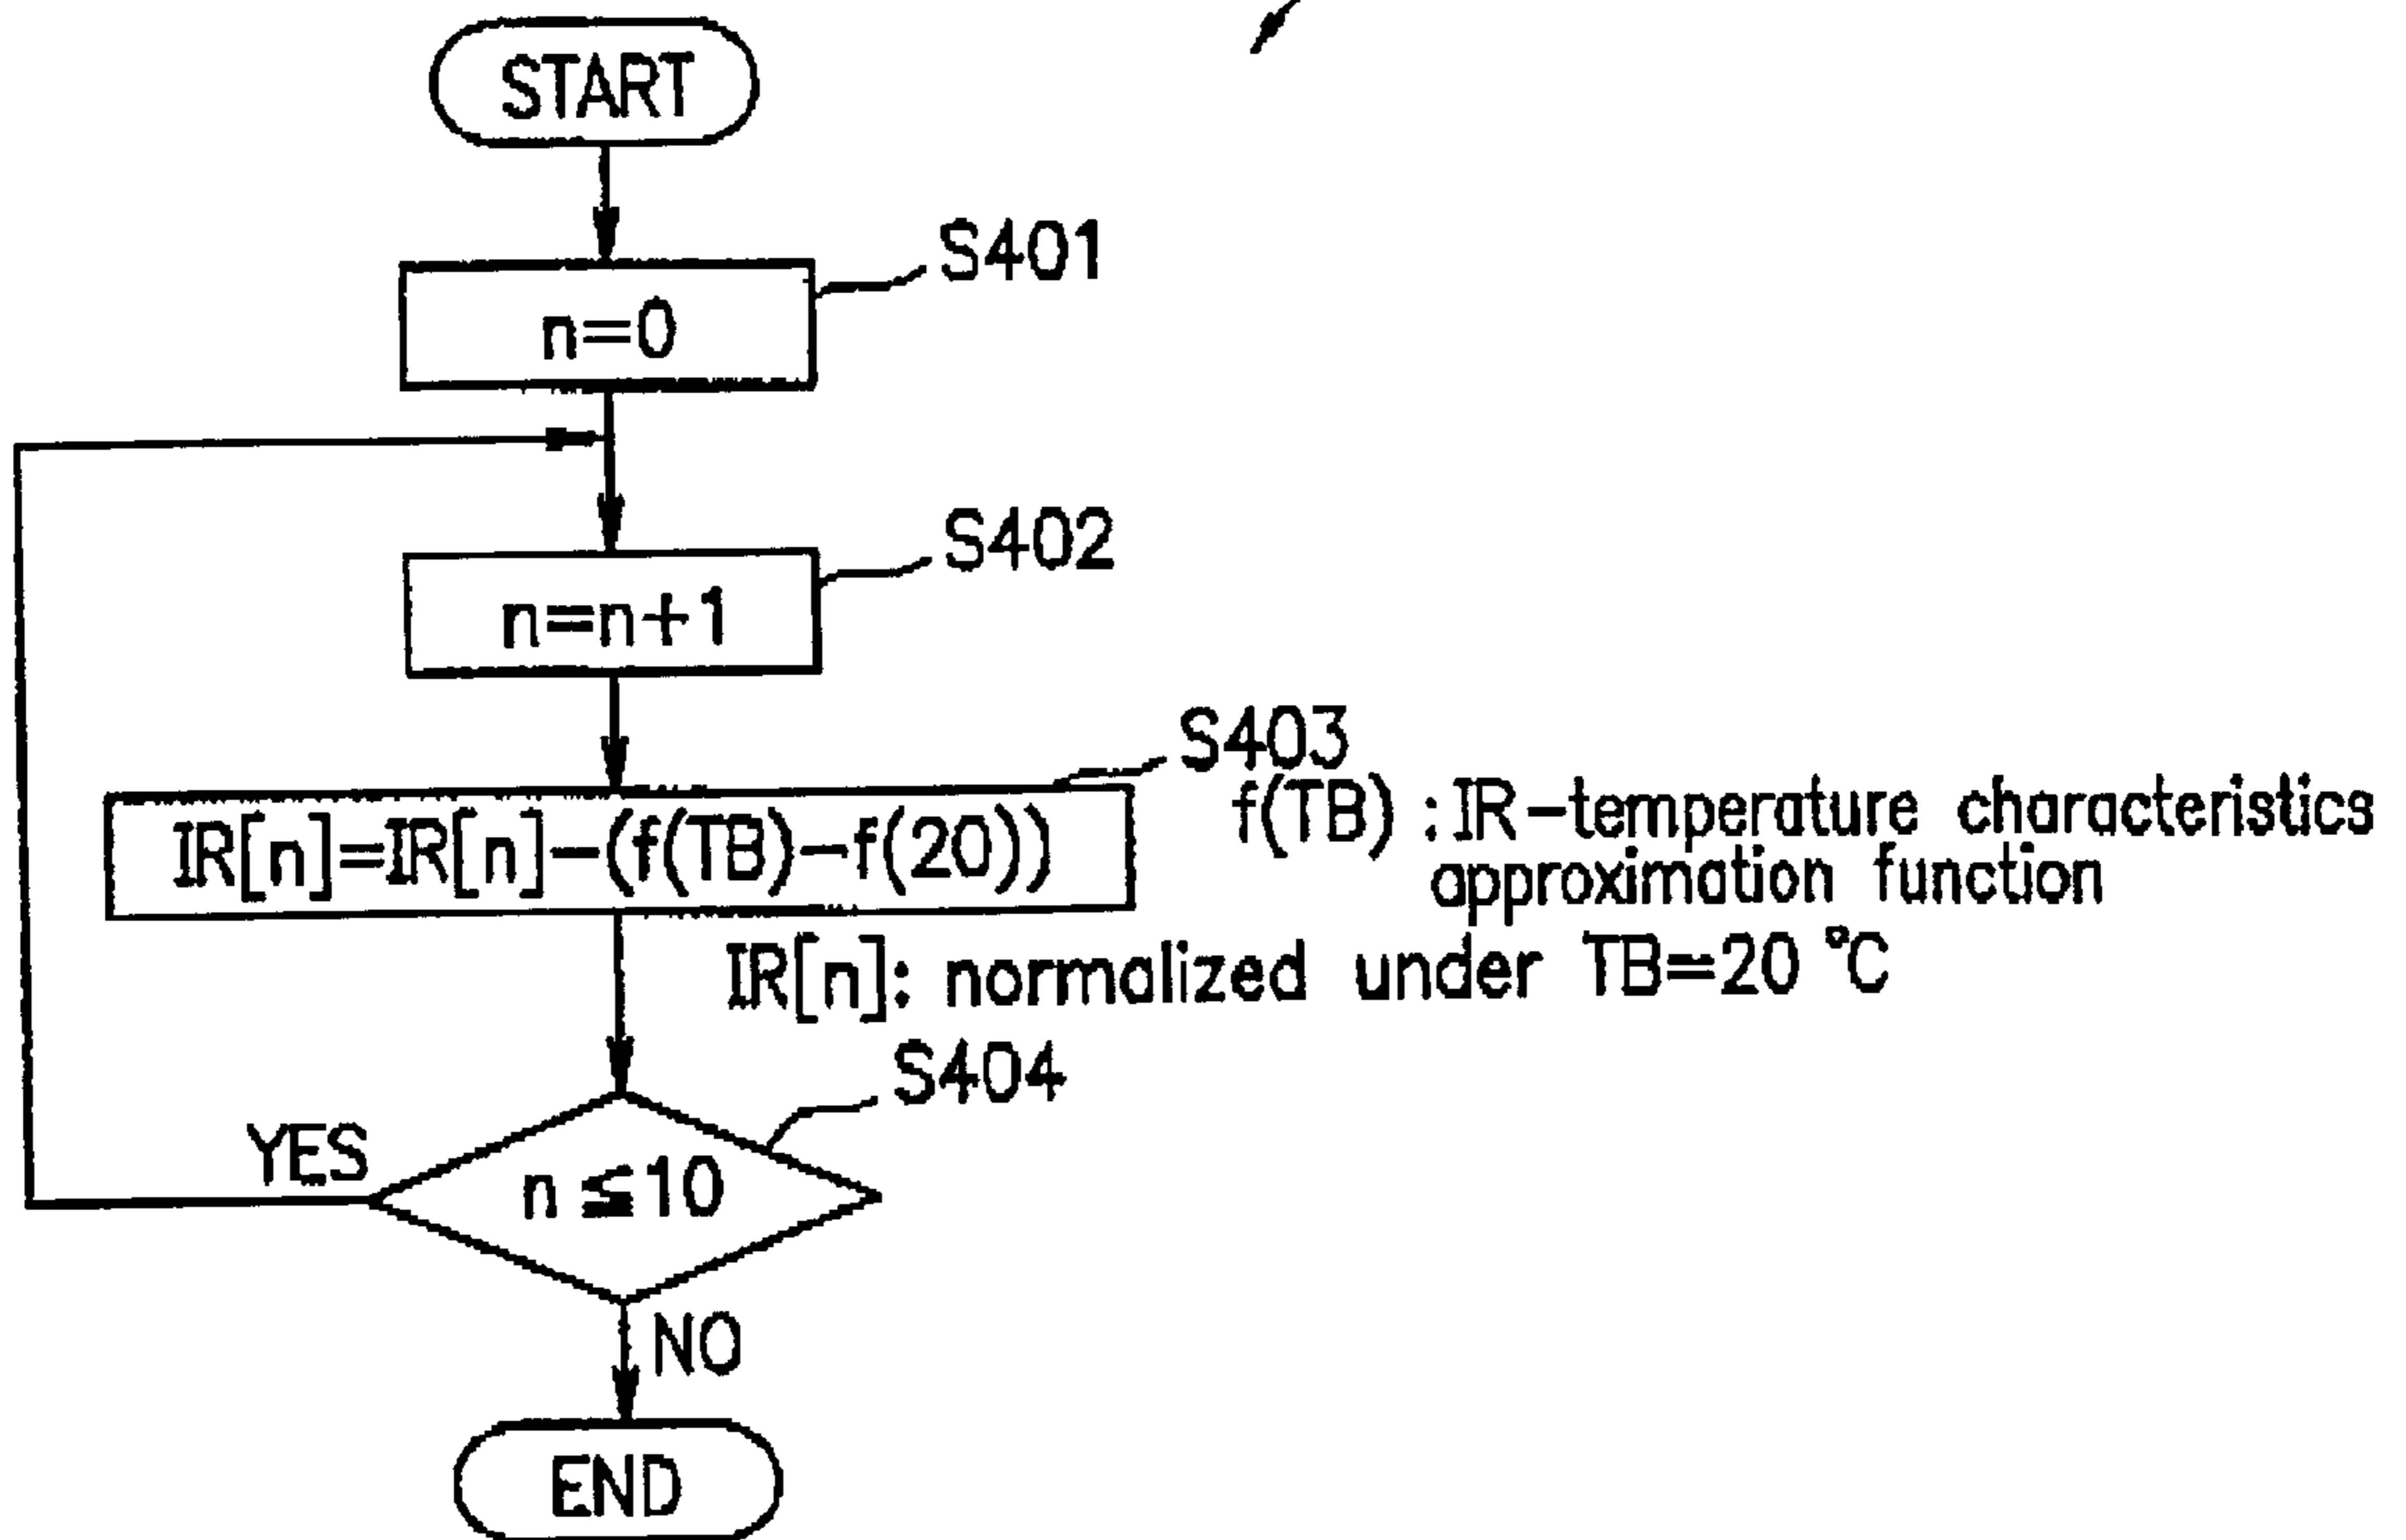 START
S401
n=0
S402
n=n+1
S403
IR[n]=IR[n]-(f(TB)-f(20))
f(TB) : IR-temperature characteristics
approximation function
IR[n]: normalized under TB=20 °C
S404
YES
n≦10
NO
END